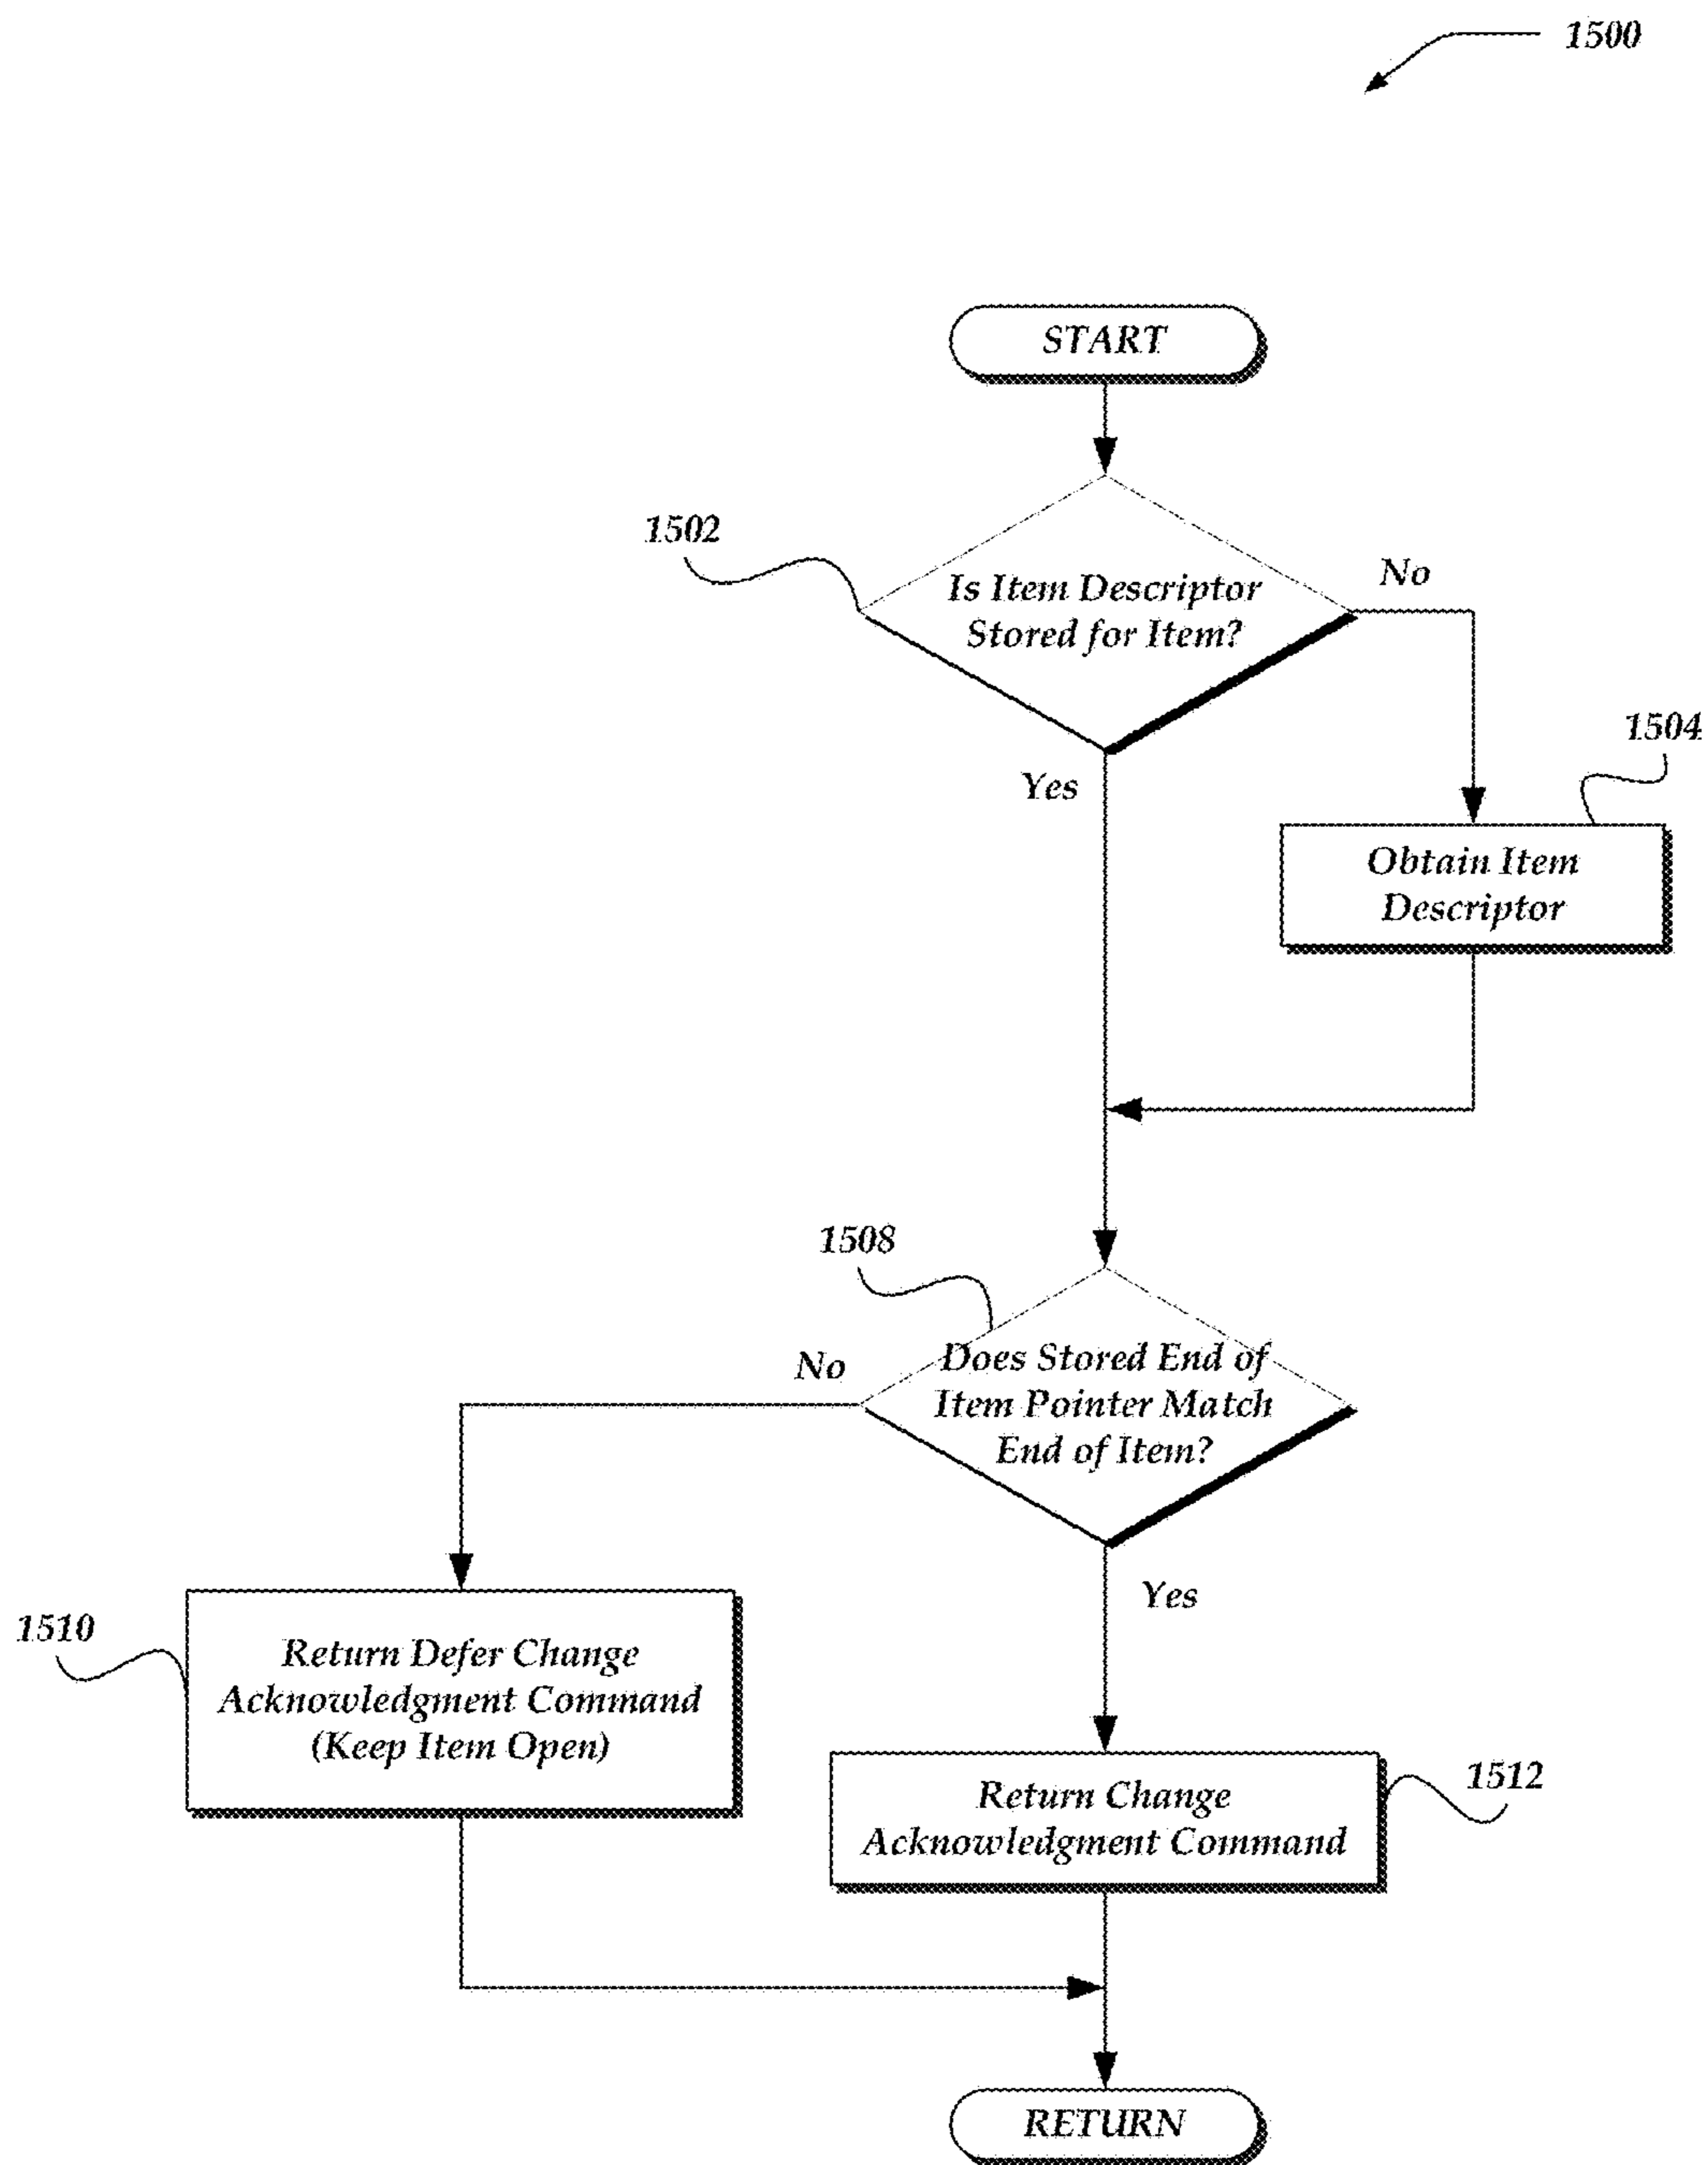 1500
START
1502
Is Item Descriptor
Stored for Item?
No
Yes
1504
Obtain Item
Descriptor
1508
Does Stored End of
Item Pointer Match
End of Item?
No
Yes
1510
Return Defer Change
Acknowledgment Command
(Keep Item Open)
1512
Return Change
Acknowledgment Command
RETURN